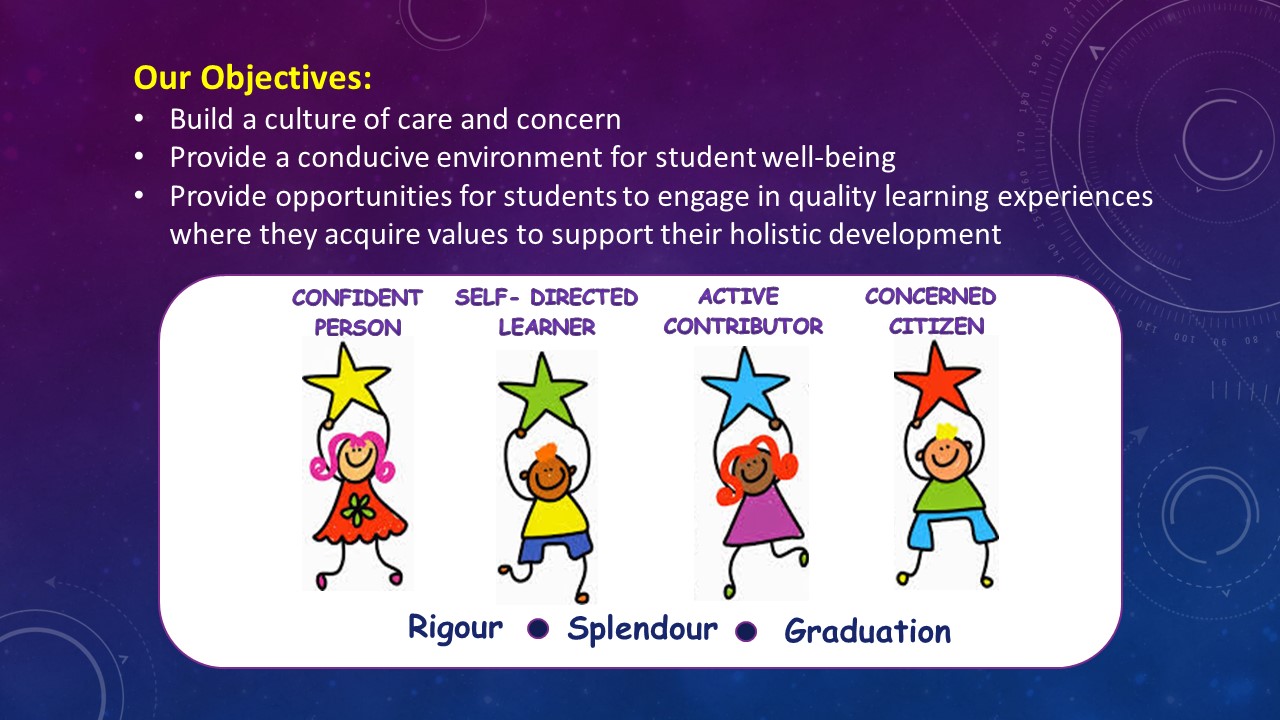 Our Objectives:
• Build a culture of care and concern
• Provide a conducive environment for student well-being
• Provide opportunities for students to engage in quality learning experiences
where they acquire values to support their holistic development
CONFIDENT PERSON
SELF- DIRECTED LEARNER
ACTIVE CONTRIBUTOR
CONCERNED CITIZEN
Rigour • Splendour • Graduation